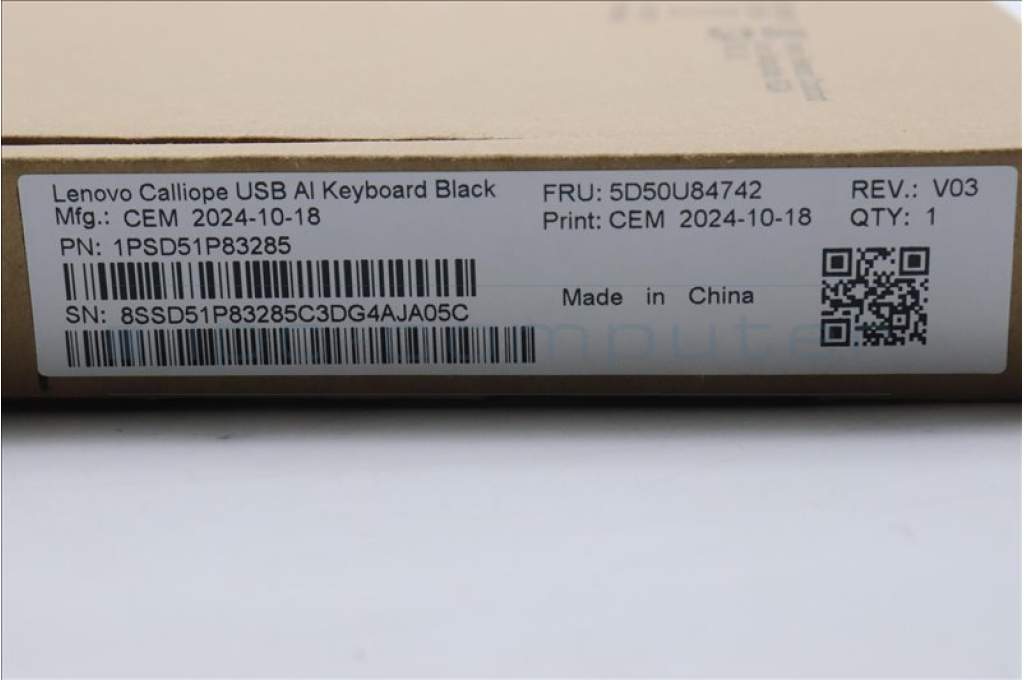 Lenovo Calliope USB AI Keyboard Black
FRU: 5D50U84742
REV.: V03
Mfg.: CEM 2024-10-18
Print: CEM 2024-10-18
QTY: 1
PN: 1PSD51P83285
Made in China
SN: 8SSD51P83285C3DG4AJA05C